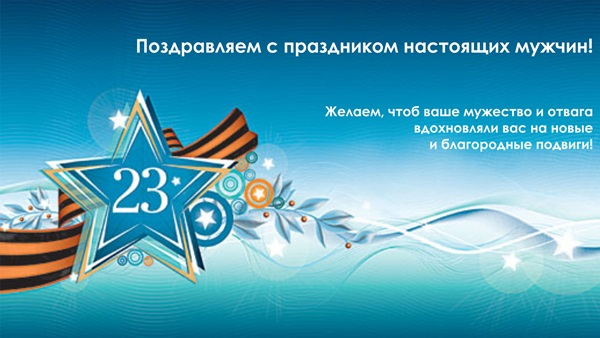 Поздравляем с праздником настоящих мужчин!
Желаем, чтоб ваше мужество и отвага
вдохновляли вас на новые
и благородные подвиги!
23